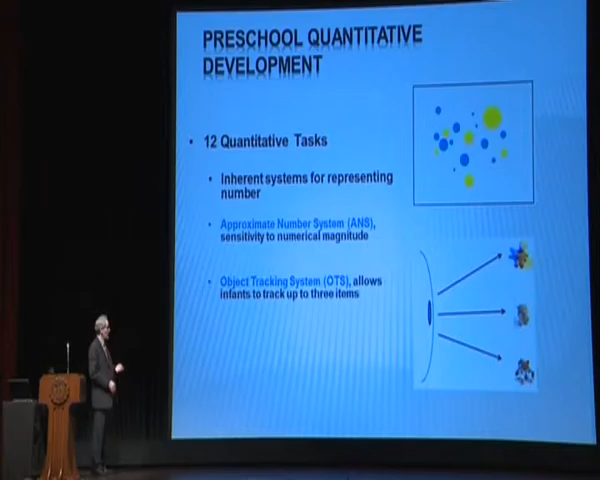 PRESCHOOL QUANTITATIVE
DEVELOPMENT
• 12 Quantitative Tasks
• Inherent systems for representing
number
• Approximate Number System (ANS),
sensitivity to numerical magnitude
• Object Tracking System (OTS), allows
infants to track up to three items